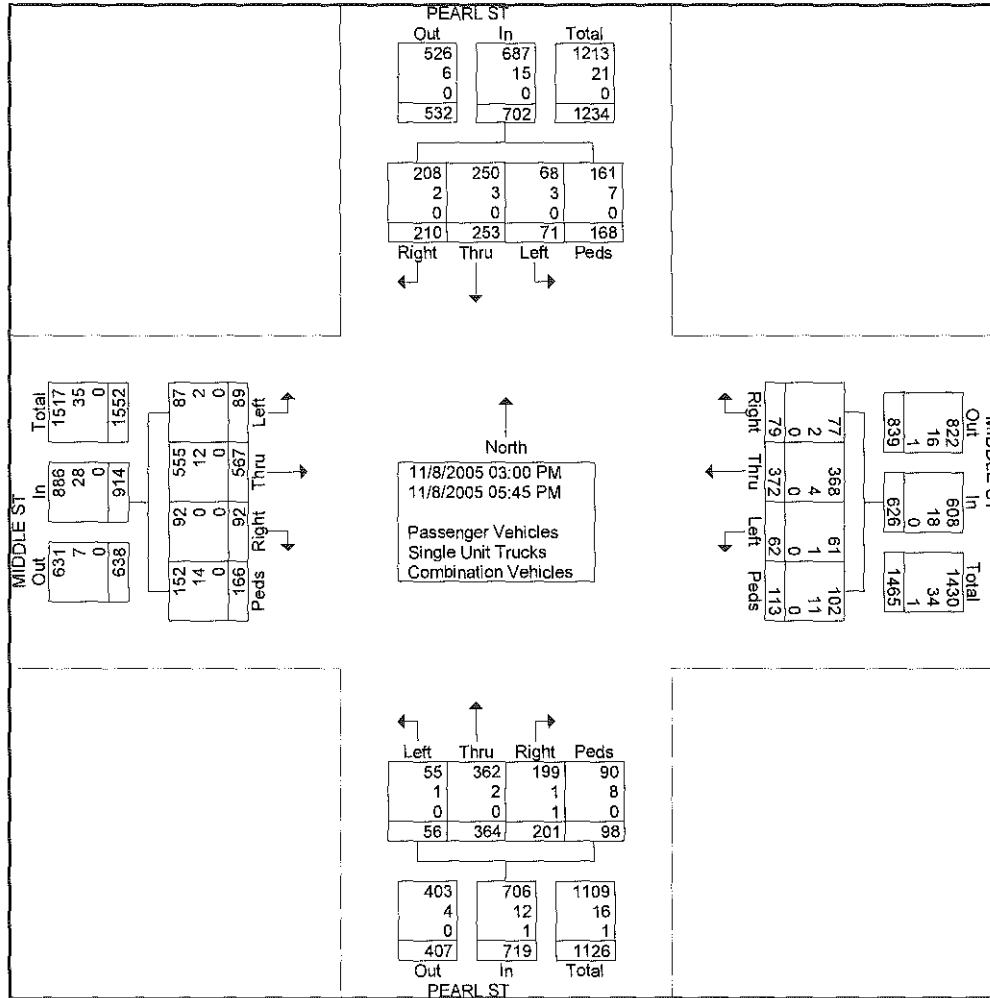 PEARL ST
Out In Total
526 687 1213
6 15 21
0 0 0
532 702 1234
208 250 68 161
2 3 3 7
0 0 0 0
210 253 71 168
Right Thru Left Peds
MIDDLE ST
Out In Total
631 886 1517
7 28 35
0 0 0
638 914 1552
Peds Right Thru Left
152 92 555 87
14 0 12 2
0 0 0 0
166 92 567 89
North
11/8/2005 03:00 PM
11/8/2005 05:45 PM
Passenger Vehicles
Single Unit Trucks
Combination Vehicles
MIDDLE ST
Out In Total
822 608 1430
16 18 34
1 0 1
839 626 1465
77 368 61 102
2 4 1 11
0 0 0 0
79 372 62 113
Right Thru Left Peds
Left Thru Right Peds
55 362 199 90
1 2 1 8
0 0 1 0
56 364 201 98
403 706 1109
4 12 16
0 1 1
407 719 1126
Out In Total
PEARL ST